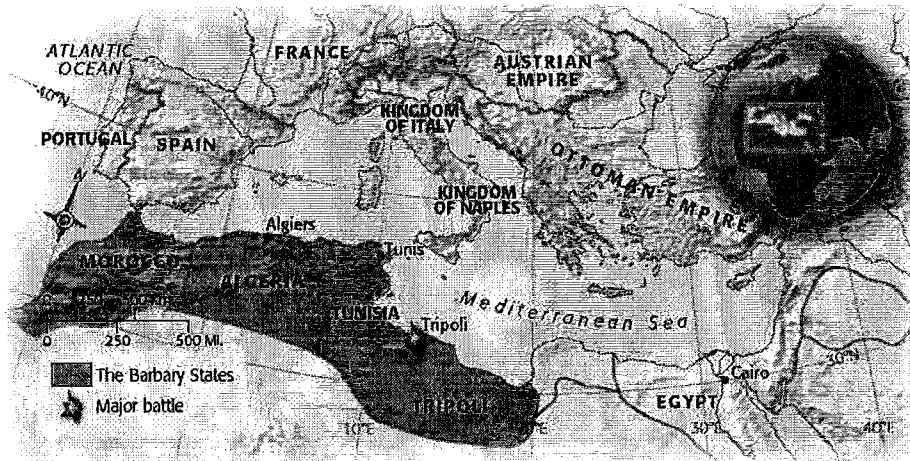 ATLANTIC
OCEAN
FRANCE
AUSTRIAN
EMPIRE
40°N
KINGDOM
OF ITALY
PORTUGAL
SPAIN
OTTOMAN EMPIRE
KINGDOM
OF NAPLES
N
Algiers
Tunis
MOROCCO
ALGERIA
Mediterranean Sea
TUNISIA
Tripoli
0 250 500 MI.
30°N
The Barbary States
Cairo
Major battle
TRIPOLI
EGYPT
10°E
30°E
40°E